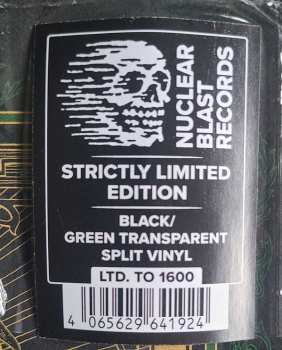 NUCLEAR
BLAST
RECORDS
STRICTLY LIMITED
EDITION
BLACK/
GREEN TRANSPARENT
SPLIT VINYL
LTD. TO 1600
4 065629 641924